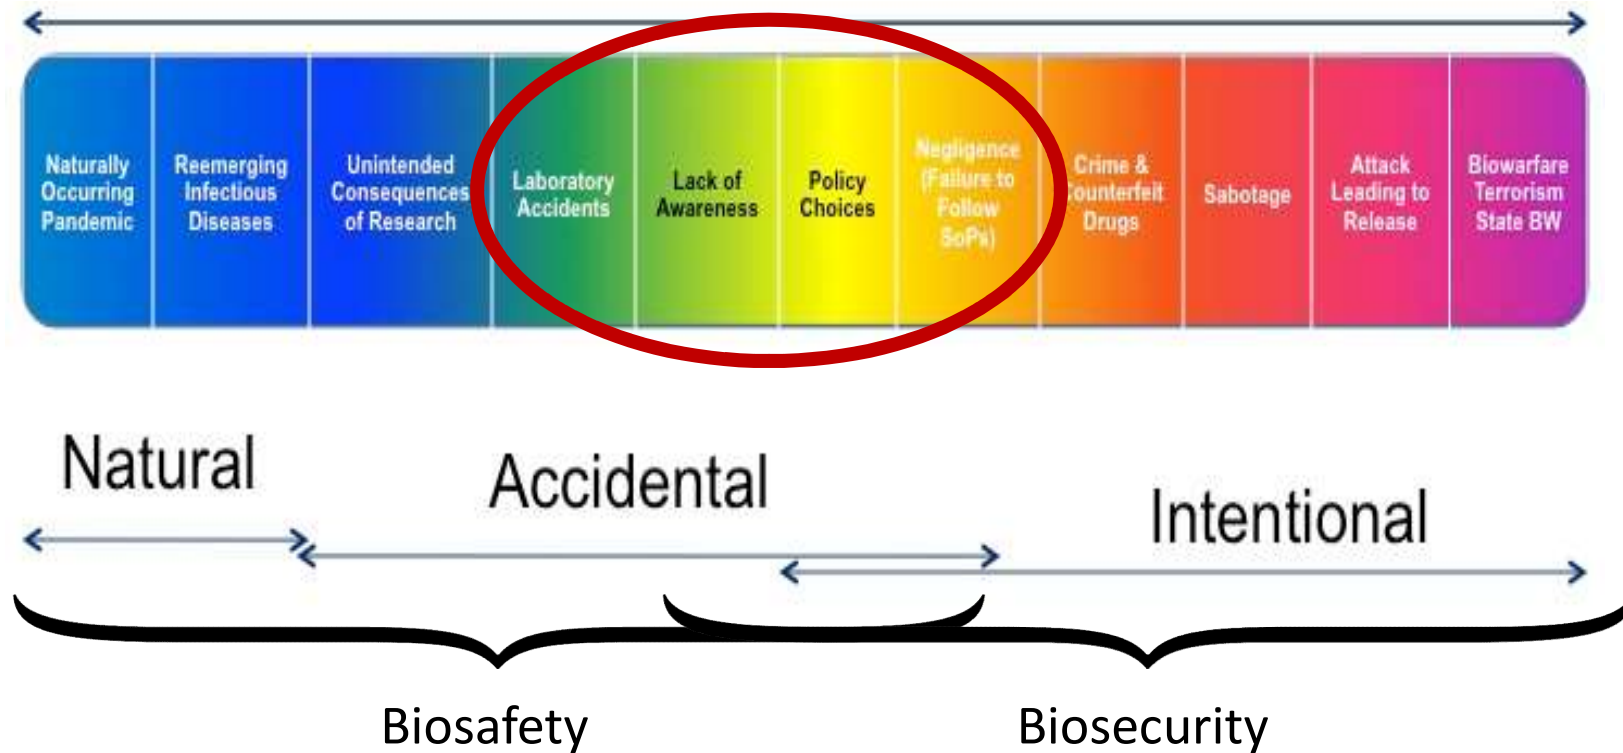 Naturally
Occurring
Pandemic
Reemerging
Infectious
Diseases
Unintended
Consequences
of Research
Laboratory
Accidents
Lack of
Awareness
Policy
Choices
Negligence
(Failure to
Follow
SoPs)
Crime &
Counterfeit
Drugs
Sabotage
Attack
Leading to
Release
Biowarfare
Terrorism
State BW
Natural
Accidental
Intentional
Biosafety
Biosecurity